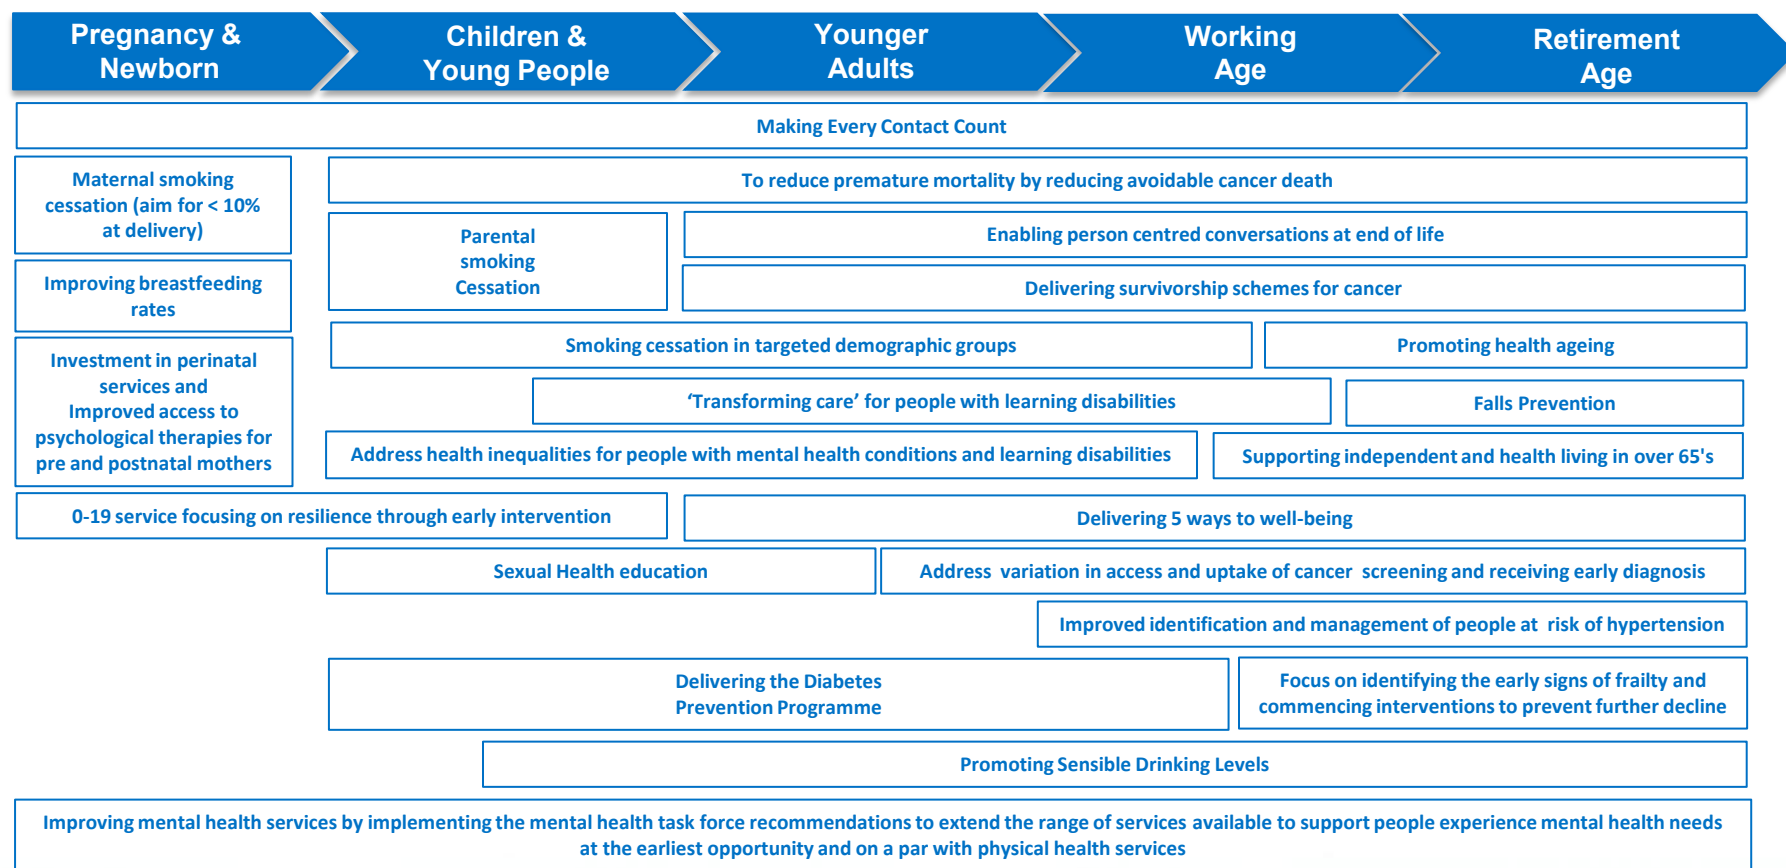 Pregnancy &
Newborn
Children &
Young People
Younger
Adults
Working
Age
Retirement
Age
Making Every Contact Count
Maternal smoking
cessation (aim for < 10%
at delivery)
To reduce premature mortality by reducing avoidable cancer death
Parental
smoking
Cessation
Enabling person centred conversations at end of life
Improving breastfeeding
rates
Delivering survivorship schemes for cancer
Smoking cessation in targeted demographic groups
Promoting health ageing
Investment in perinatal
services and
Improved access to
psychological therapies for
pre and postnatal mothers
‘Transforming care’ for people with learning disabilities
Falls Prevention
Address health inequalities for people with mental health conditions and learning disabilities
Supporting independent and health living in over 65's
0-19 service focusing on resilience through early intervention
Delivering 5 ways to well-being
Sexual Health education
Address variation in access and uptake of cancer screening and receiving early diagnosis
Improved identification and management of people at risk of hypertension
Delivering the Diabetes
Prevention Programme
Focus on identifying the early signs of frailty and
commencing interventions to prevent further decline
Promoting Sensible Drinking Levels
Improving mental health services by implementing the mental health task force recommendations to extend the range of services available to support people experience mental health needs
at the earliest opportunity and on a par with physical health services